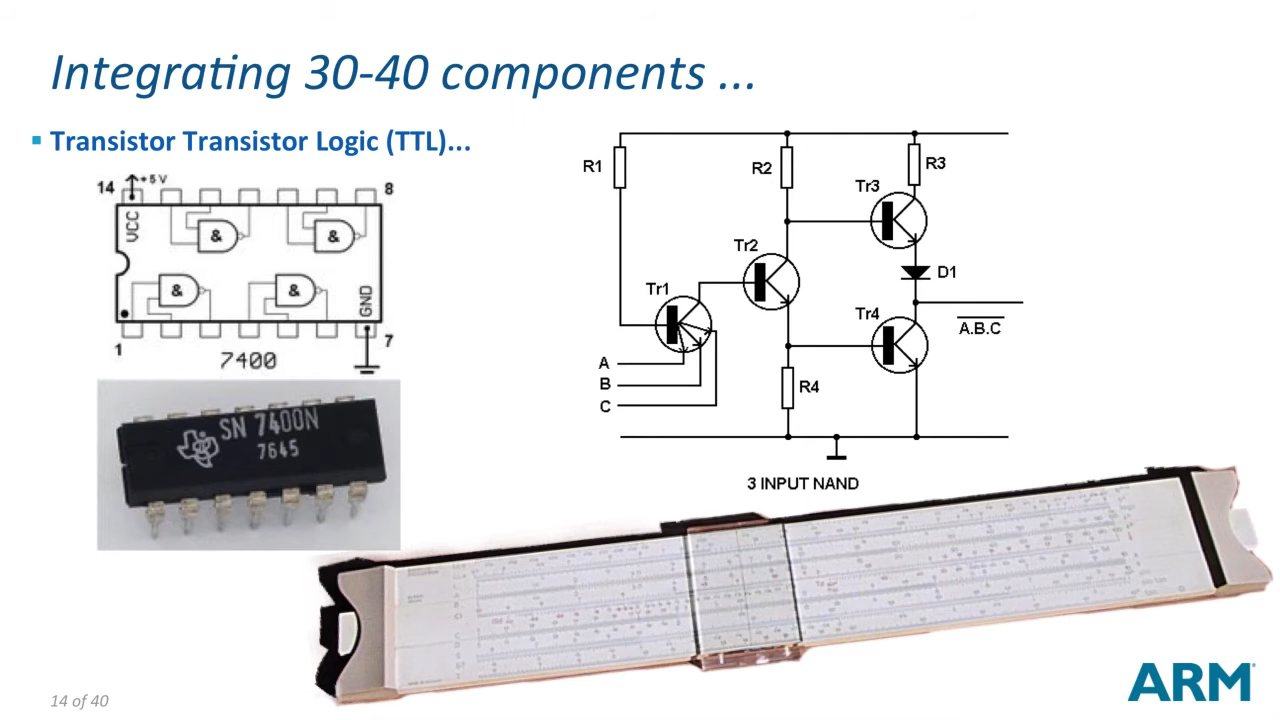 Integrating 30-40 components ...
Transistor Transistor Logic (TTL)...
14 +5V 8
VCC
&
&
&
&
GND
1 7
7400
SN 7400N
7645
R1
R2
R3
Tr3
Tr2
D1
Tr1
Tr4
A.B.C
A
B
C
R4
3 INPUT NAND
14 of 40
ARM